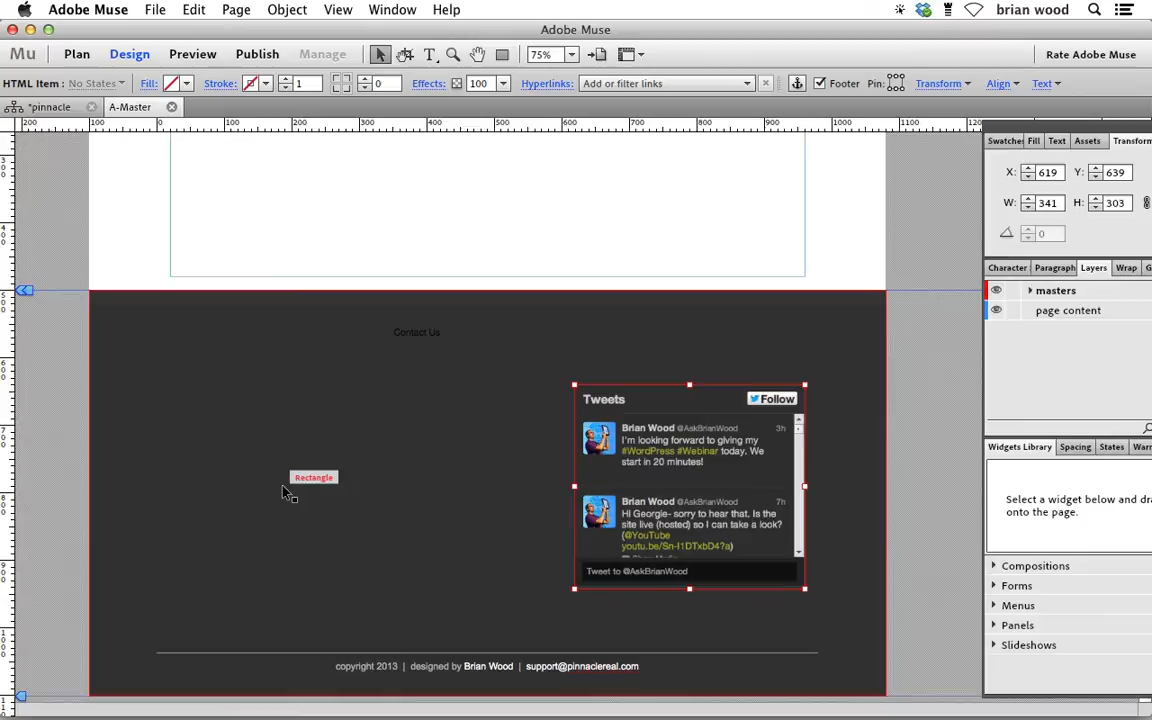 Adobe Muse File Edit Page Object View Window Help brian wood
Adobe Muse
Mu Plan Design Preview Publish Manage 75% Rate Adobe Muse
HTML Item : No States Fill: Stroke: 1 0 Effects: 100 Hyperlinks: Add or filter links Footer Pin: Transform Align Text
*pinnacle A-Master
200 100 0 100 200 300 400 500 600 700 800 900 1000 1100
Swatches Fill Text Assets Transform
X: 619 Y: 639
W: 341 H: 303
0
Character Paragraph Layers Wrap
masters
page content
Contact Us
Tweets Follow
Brian Wood @AskBrianWood 3h
I'm looking forward to giving my
#WordPress #Webinar today. We
start in 20 minutes!
Rectangle
Brian Wood @AskBrianWood 7h
Hi Georgie- sorry to hear that. Is the
site live (hosted) so I can take a look?
(@YouTube
youtu.be/Sn-I1DTxbD4?a)
Tweet to @AskBrianWood
Widgets Library Spacing States
Select a widget below and
onto the page.
Compositions
Forms
Menus
Panels
Slideshows
copyright 2013 | designed by Brian Wood | support@pinnaclereal.com